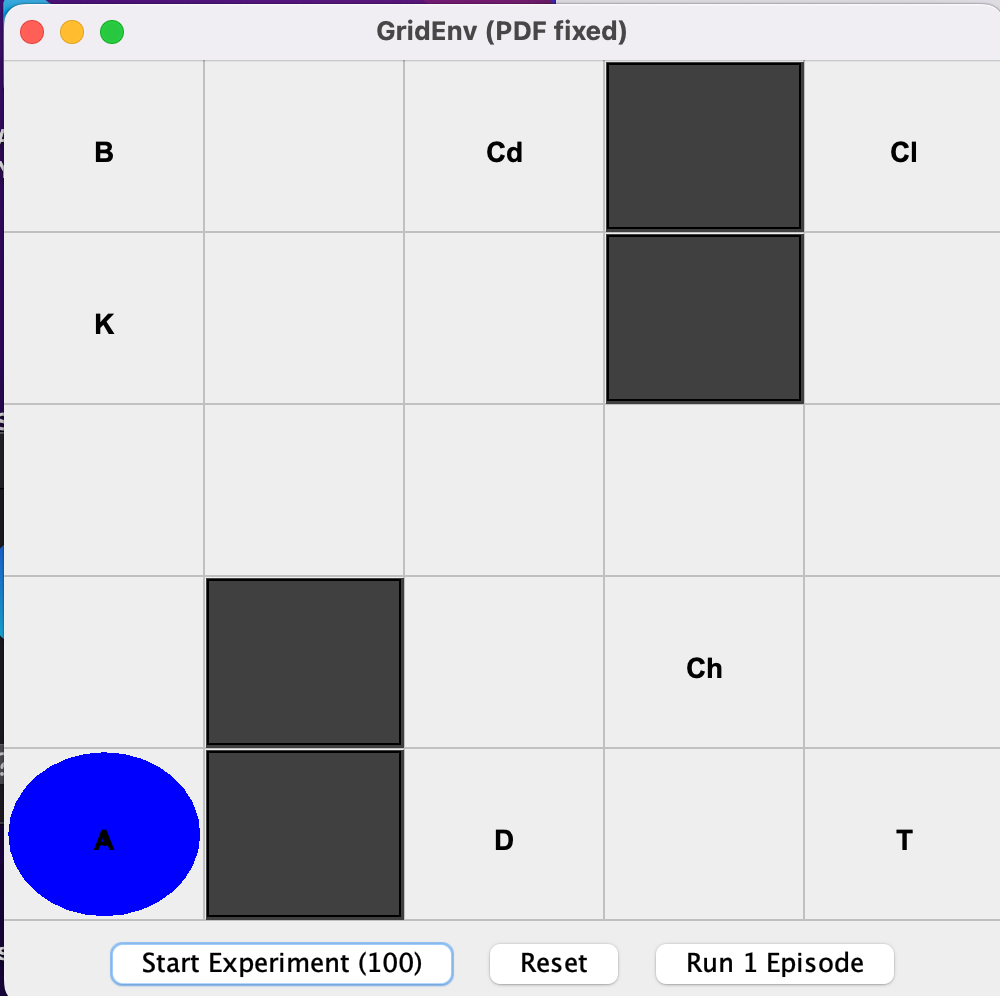 GridEnv (PDF fixed)
B Cd Cl
K
Ch
A D T
Start Experiment (100) Reset Run 1 Episode